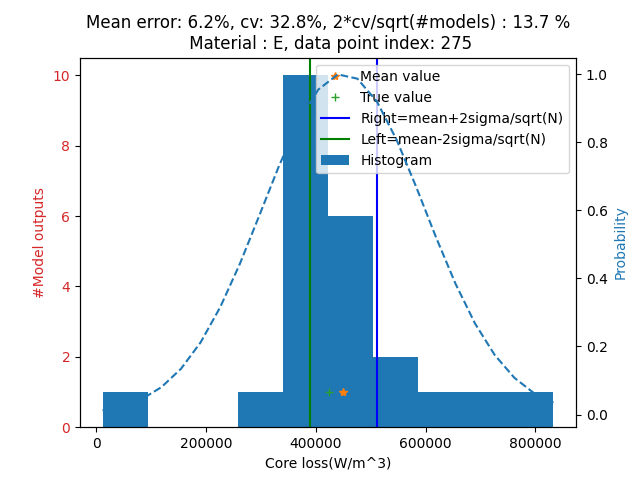 Mean error: 6.2%, cv: 32.8%, 2*cv/sqrt(#models) : 13.7 %
Material : E, data point index: 275
Mean value
True value
Right=mean+2sigma/sqrt(N)
Left=mean-2sigma/sqrt(N)
Histogram
#Model outputs
10
8
6
4
2
0
Probability
1.0
0.8
0.6
0.4
0.2
0.0
0 200000 400000 600000 800000
Core loss(W/m^3)